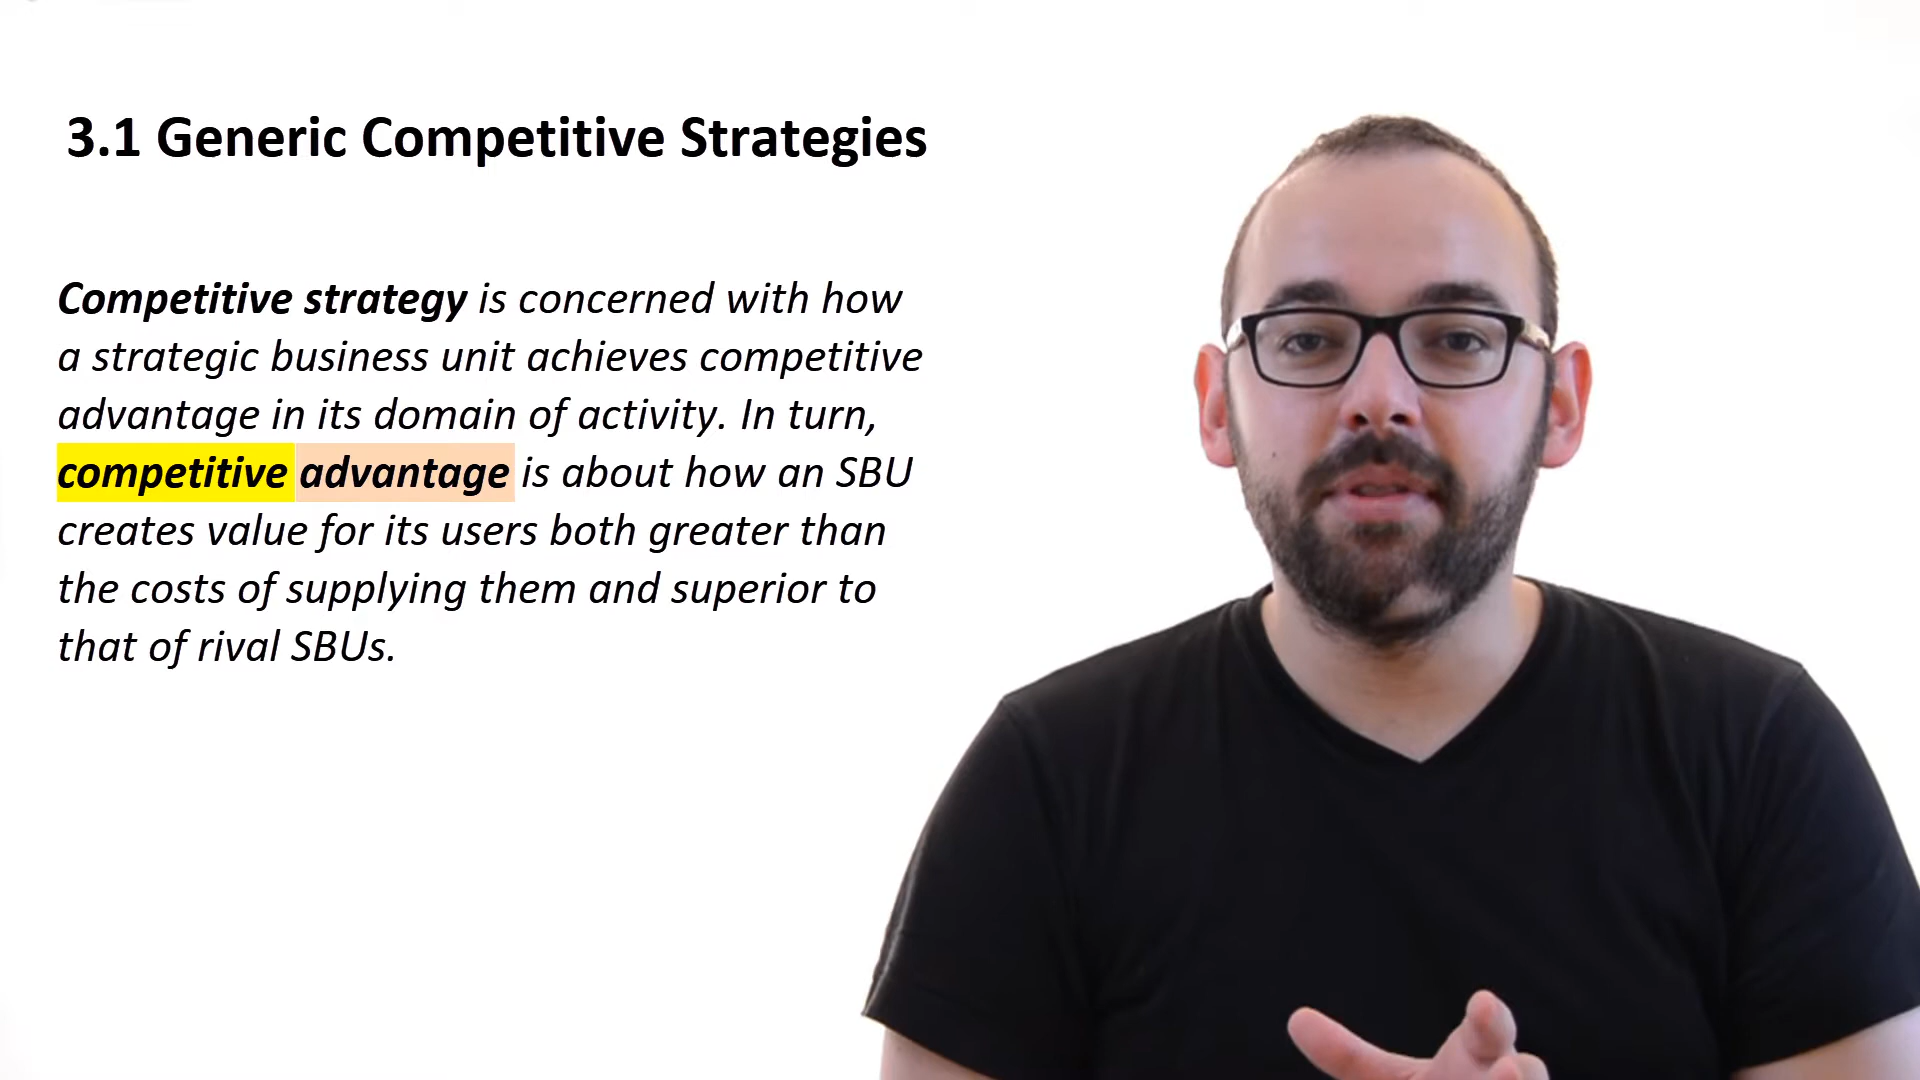 3.1 Generic Competitive Strategies
Competitive strategy is concerned with how
a strategic business unit achieves competitive
advantage in its domain of activity. In turn,
competitive advantage is about how an SBU
creates value for its users both greater than
the costs of supplying them and superior to
that of rival SBUs.